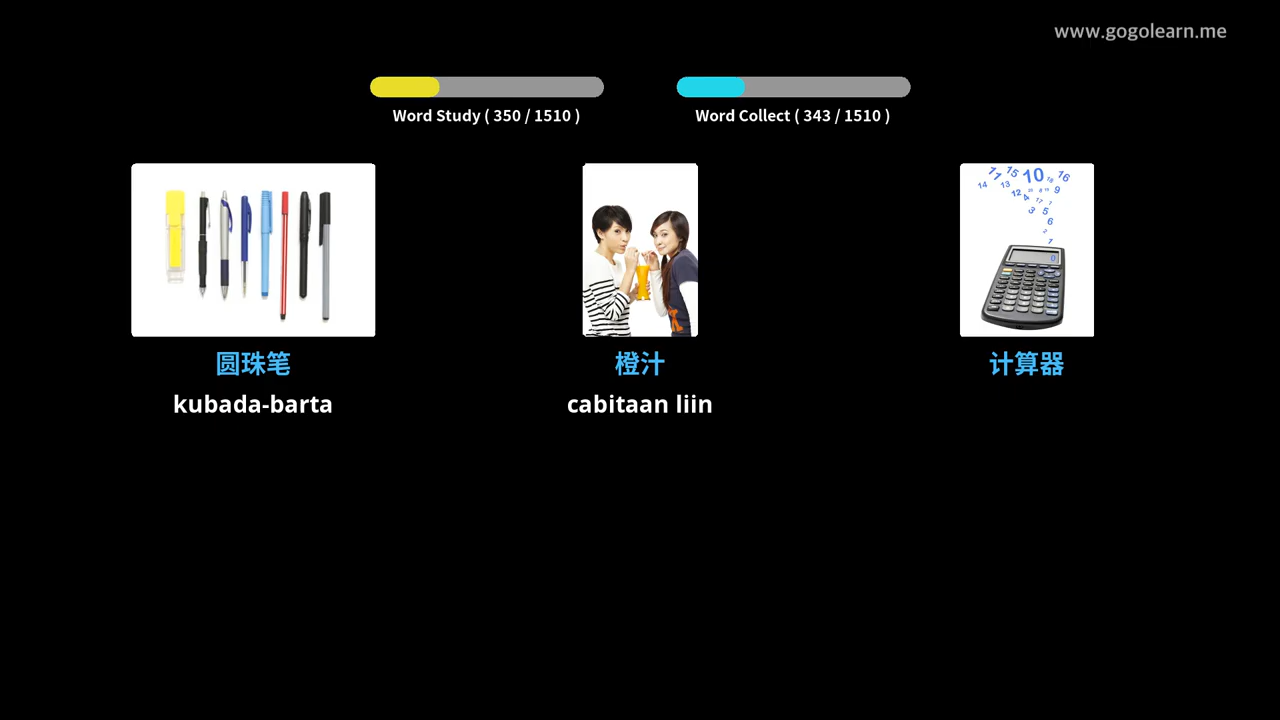 www.gogolearn.me
Word Study ( 350 / 1510 )
Word Collect ( 343 / 1510 )
圆珠笔
橙汁
计算器
kubada-barta
cabitaan liin